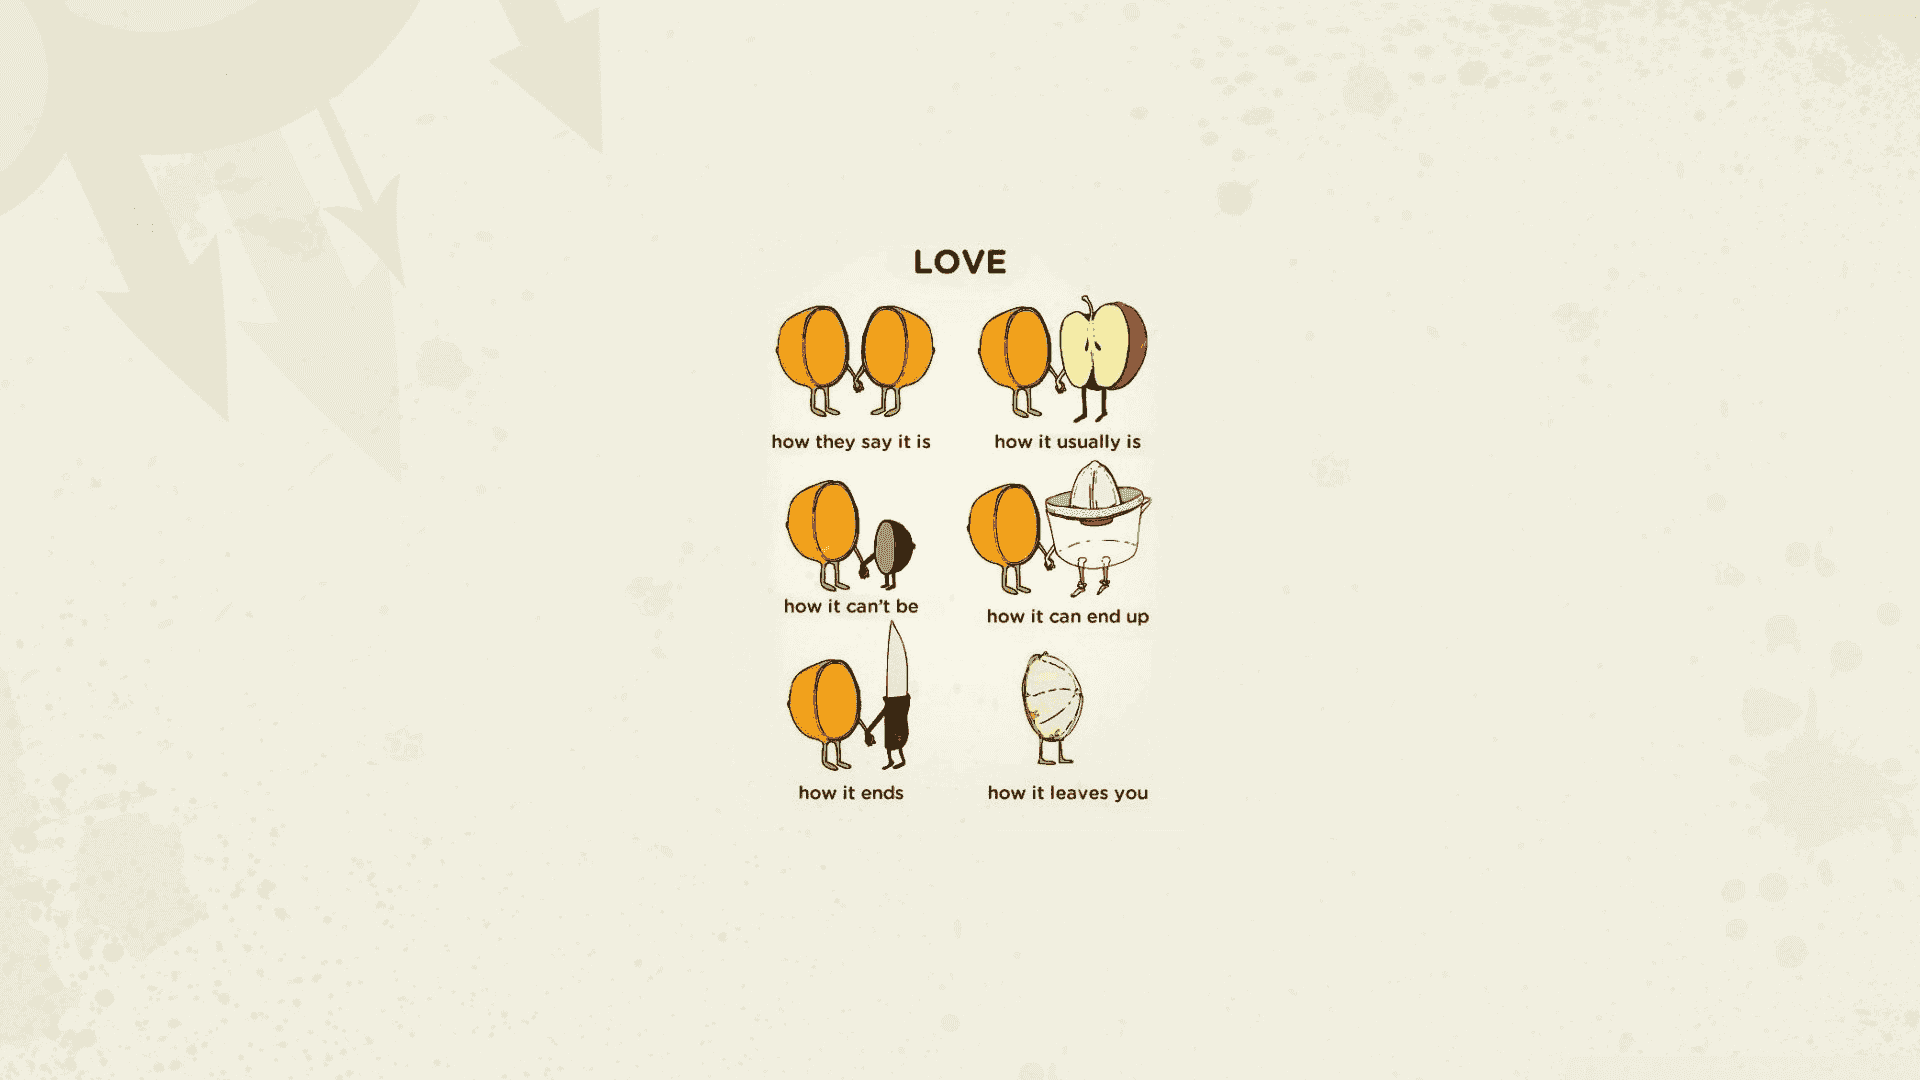 LOVE
how they say it is
how it usually is
how it can't be
how it can end up
how it ends
how it leaves you